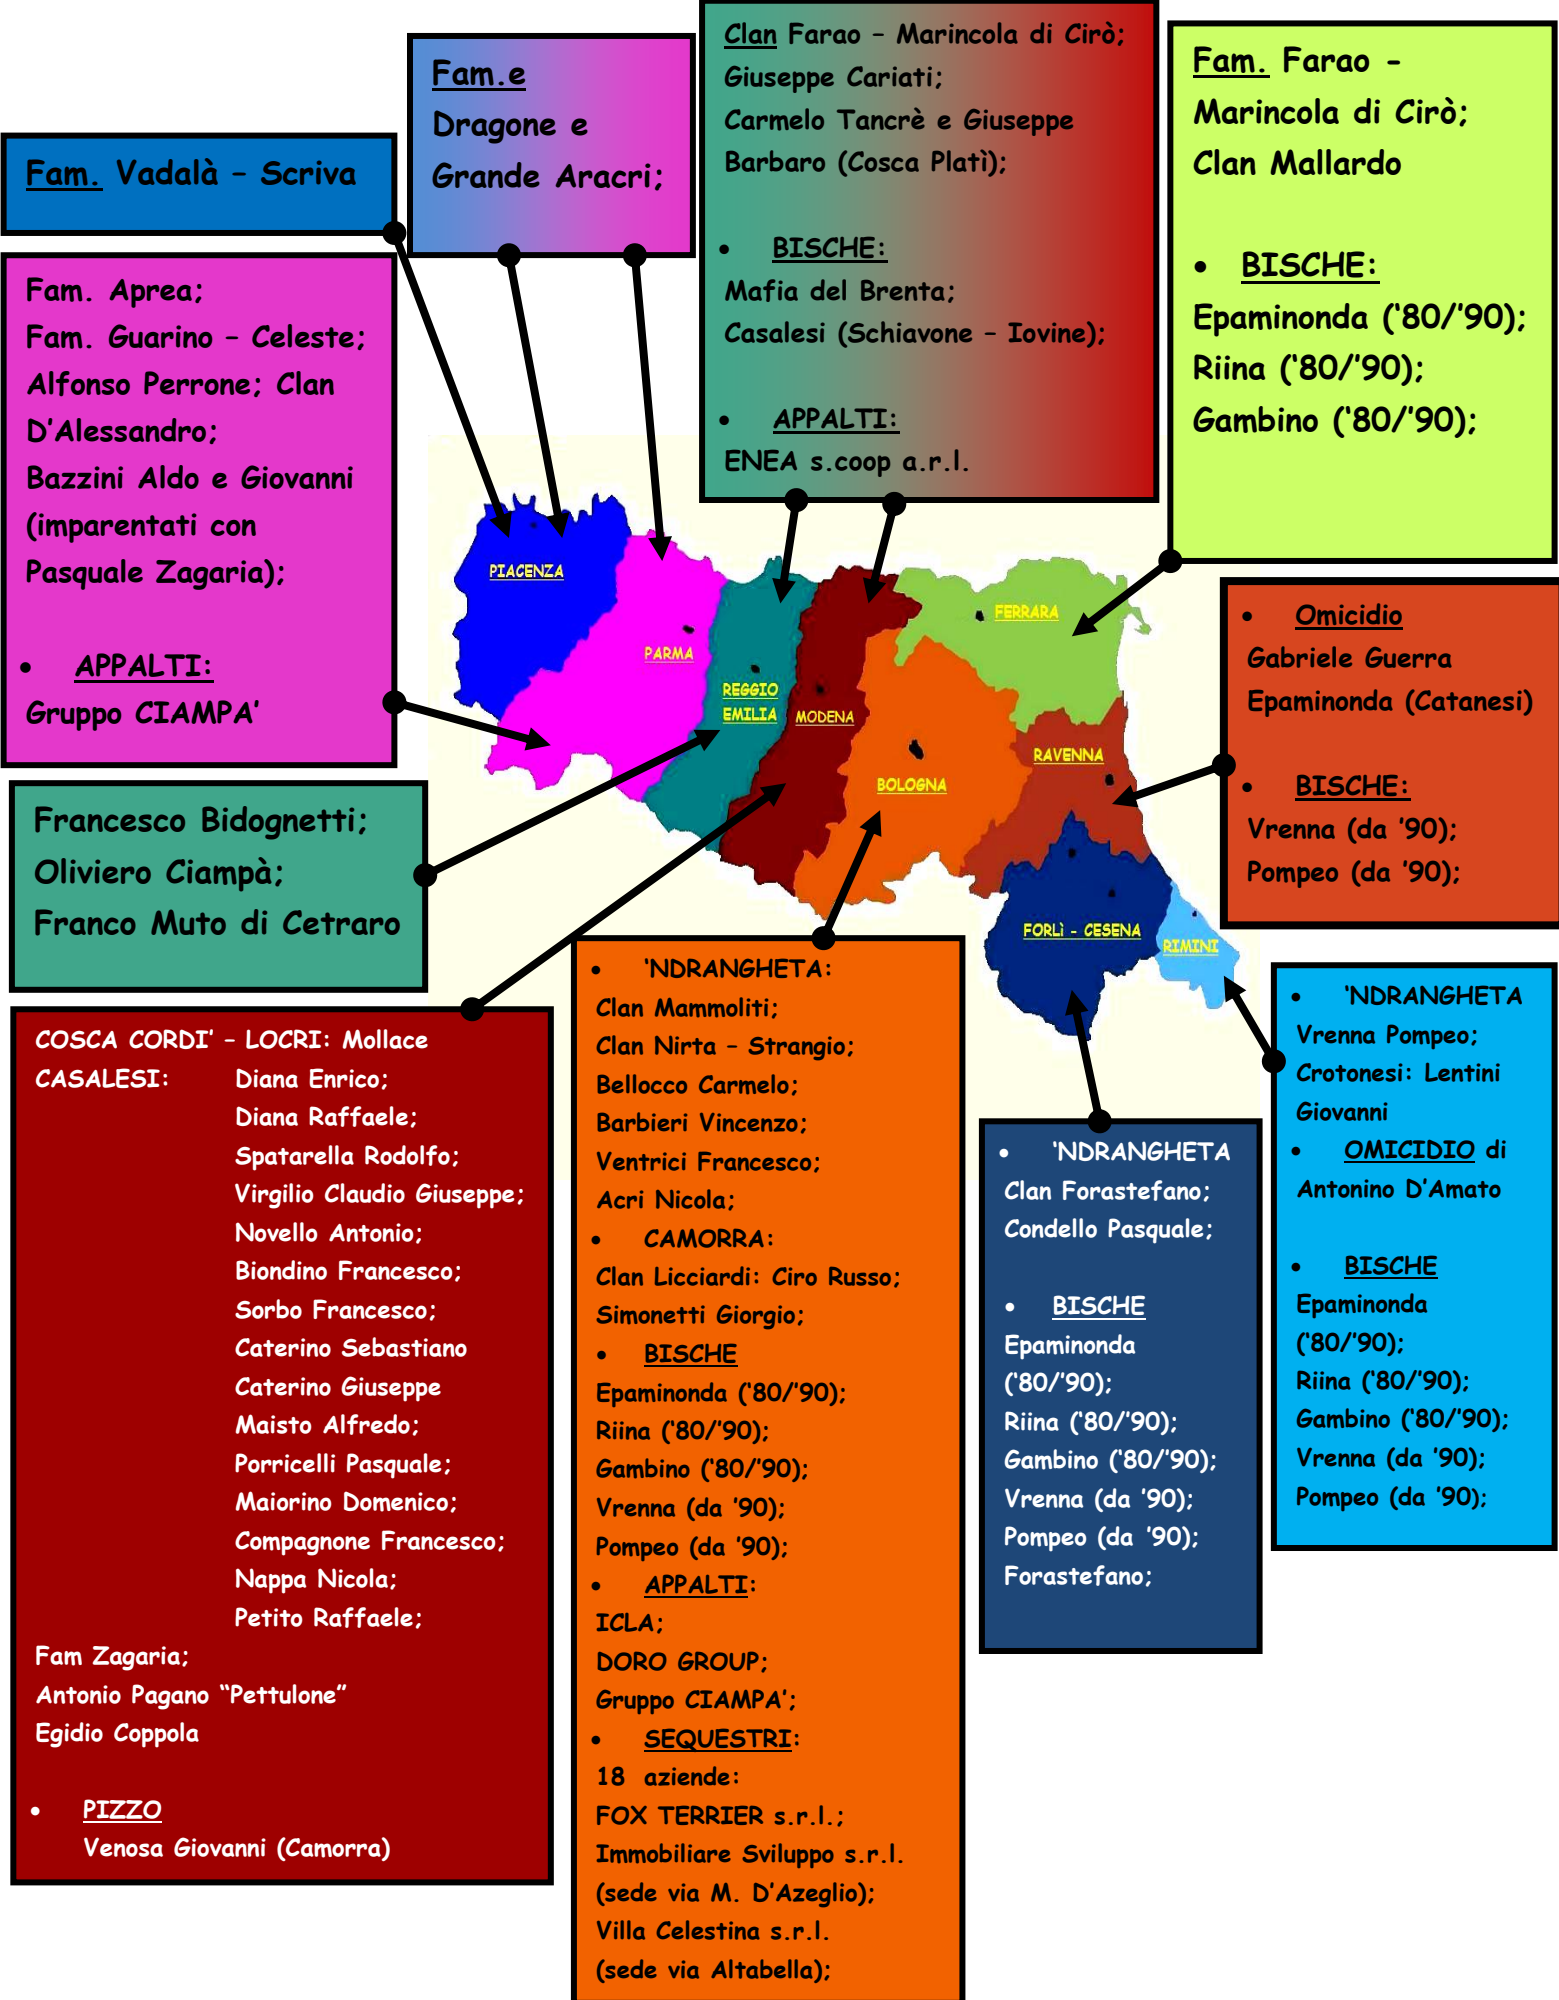 Fam. Vadalà – Scriva
Fam.e
Dragone e
Grande Aracri;
Clan Farao – Marincola di Cirò;
Giuseppe Cariati;
Carmelo Tancrè e Giuseppe
Barbaro (Cosca Platì);
• BISCHE:
Mafia del Brenta;
Casalesi (Schiavone – Iovine);
• APPALTI:
ENEA s.coop a.r.l.
Fam. Farao -
Marincola di Cirò;
Clan Mallardo
• BISCHE:
Epaminonda (‘80/’90);
Riina (‘80/’90);
Gambino (‘80/’90);
Fam. Aprea;
Fam. Guarino – Celeste;
Alfonso Perrone; Clan
D’Alessandro;
Bazzini Aldo e Giovanni
(imparentati con
Pasquale Zagaria);
• APPALTI:
Gruppo CIAMPA’
PIACENZA
PARMA
REGGIO
EMILIA
MODENA
BOLOGNA
FERRARA
RAVENNA
FORLÌ - CESENA
RIMINI
• Omicidio
Gabriele Guerra
Epaminonda (Catanesi)
• BISCHE:
Vrenna (da ’90);
Pompeo (da ’90);
Francesco Bidognetti;
Oliviero Ciampà;
Franco Muto di Cetraro
COSCA CORDI’ – LOCRI: Mollace
CASALESI: Diana Enrico;
Diana Raffaele;
Spatarella Rodolfo;
Virgilio Claudio Giuseppe;
Novello Antonio;
Biondino Francesco;
Sorbo Francesco;
Caterino Sebastiano
Caterino Giuseppe
Maisto Alfredo;
Porricelli Pasquale;
Maiorino Domenico;
Compagnone Francesco;
Nappa Nicola;
Petito Raffaele;
Fam Zagaria;
Antonio Pagano “Pettulone”
Egidio Coppola
• PIZZO
Venosa Giovanni (Camorra)
• ‘NDRANGHETA:
Clan Mammoliti;
Clan Nirta – Strangio;
Bellocco Carmelo;
Barbieri Vincenzo;
Ventrici Francesco;
Acri Nicola;
• CAMORRA:
Clan Licciardi: Ciro Russo;
Simonetti Giorgio;
• BISCHE
Epaminonda (‘80/’90);
Riina (‘80/’90);
Gambino (‘80/’90);
Vrenna (da ’90);
Pompeo (da ’90);
• APPALTI:
ICLA;
DORO GROUP;
Gruppo CIAMPA’;
• SEQUESTRI:
18 aziende:
FOX TERRIER s.r.l.;
Immobiliare Sviluppo s.r.l.
(sede via M. D’Azeglio);
Villa Celestina s.r.l.
(sede via Altabella);
• ‘NDRANGHETA
Clan Forastefano;
Condello Pasquale;
• BISCHE
Epaminonda
(‘80/’90);
Riina (‘80/’90);
Gambino (‘80/’90);
Vrenna (da ’90);
Pompeo (da ’90);
Forastefano;
• ‘NDRANGHETA
Vrenna Pompeo;
Crotonesi: Lentini
Giovanni
• OMICIDIO di
Antonino D’Amato
• BISCHE
Epaminonda
(‘80/’90);
Riina (‘80/’90);
Gambino (‘80/’90);
Vrenna (da ’90);
Pompeo (da ’90);